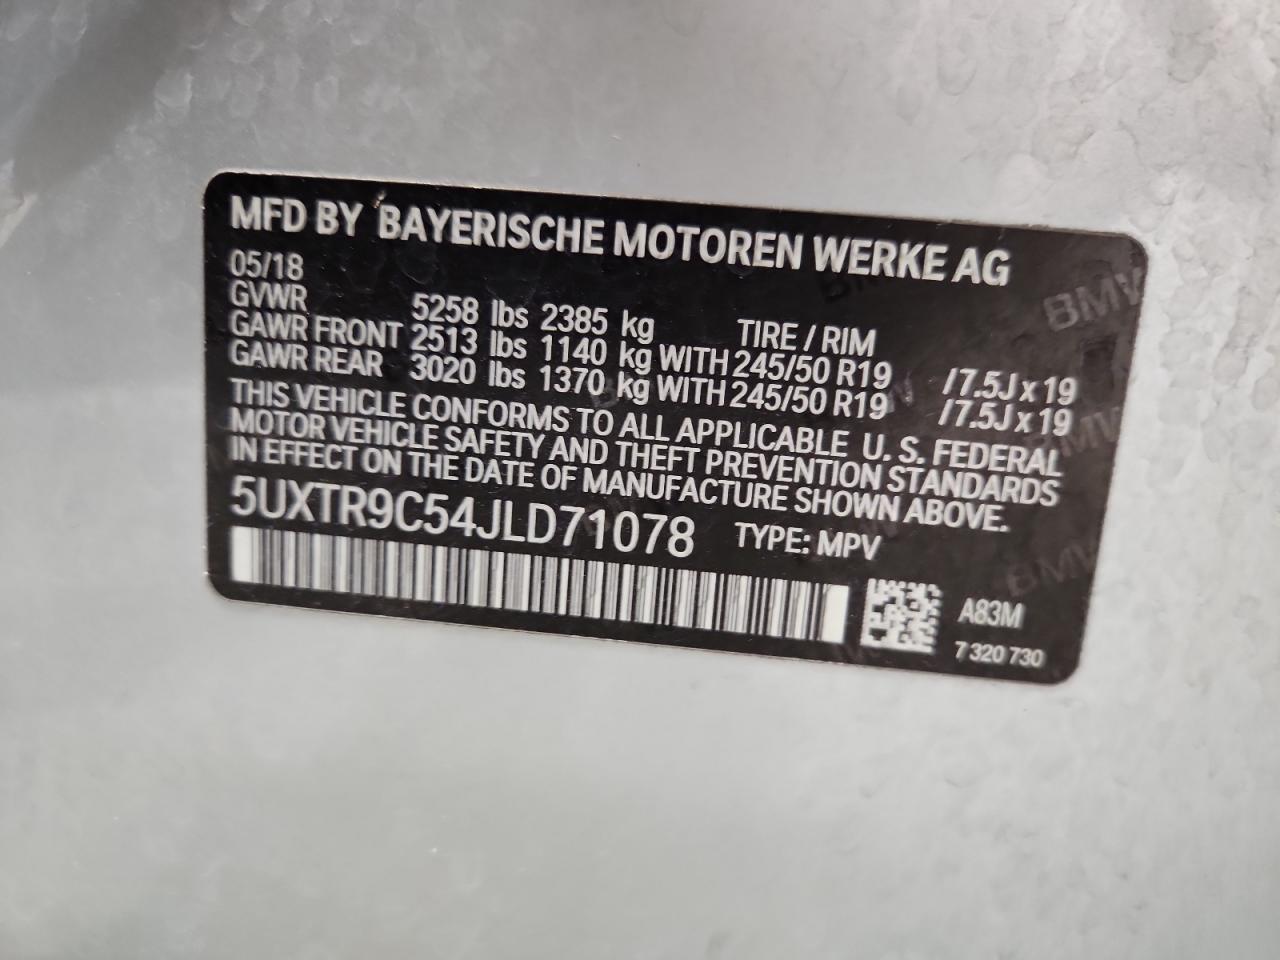 MFD BY BAYERISCHE MOTOREN WERKE AG
05/18
GVWR 5258 lbs 2385 kg TIRE / RIM
GAWR FRONT 2513 lbs 1140 kg WITH 245/50 R19 /7.5J x 19
GAWR REAR 3020 lbs 1370 kg WITH 245/50 R19 /7.5J x 19
THIS VEHICLE CONFORMS TO ALL APPLICABLE U. S. FEDERAL
MOTOR VEHICLE SAFETY AND THEFT PREVENTION STANDARDS
IN EFFECT ON THE DATE OF MANUFACTURE SHOWN ABOVE.
5UXTR9C54JLD71078 TYPE: MPV
A83M
7 320 730
BMW
BMW
BMW